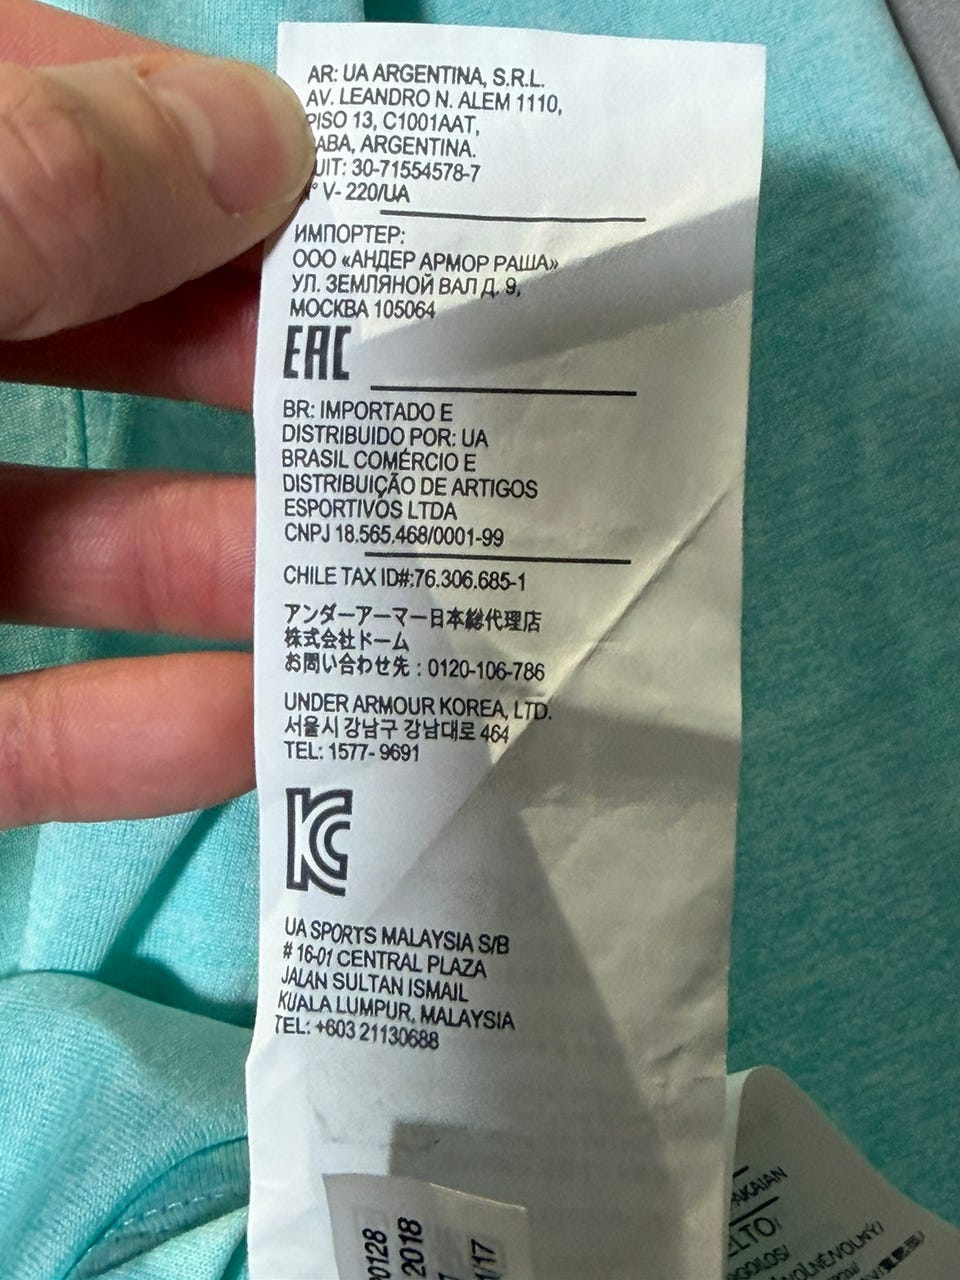 AR: UA ARGENTINA, S.R.L.
AV. LEANDRO N. ALEM 1110,
PISO 13, C1001AAT,
ABA, ARGENTINA.
UIT: 30-71554578-7
° V- 220/UA
ИМПОРТЕР:
ООО «АНДЕР АРМОР РАША»
УЛ. ЗЕМЛЯНОЙ ВАЛ Д. 9,
МОСКВА 105064
EAC
BR: IMPORTADO E
DISTRIBUIDO POR: UA
BRASIL COMÉRCIO E
DISTRIBUIÇÃO DE ARTIGOS
ESPORTIVOS LTDA
CNPJ 18.565.468/0001-99
CHILE TAX ID#:76.306.685-1
アンダーアーマー日本総代理店
株式会社ドーム
お問い合わせ先：0120-106-786
UNDER ARMOUR KOREA, LTD.
서울시 강남구 강남대로 464
TEL: 1577- 9691
KC
UA SPORTS MALAYSIA S/B
# 16-01 CENTRAL PLAZA
JALAN SULTAN ISMAIL
KUALA LUMPUR, MALAYSIA
TEL: +603 21130688
0128
2018
1/17
PAKAIAN
ELTO/